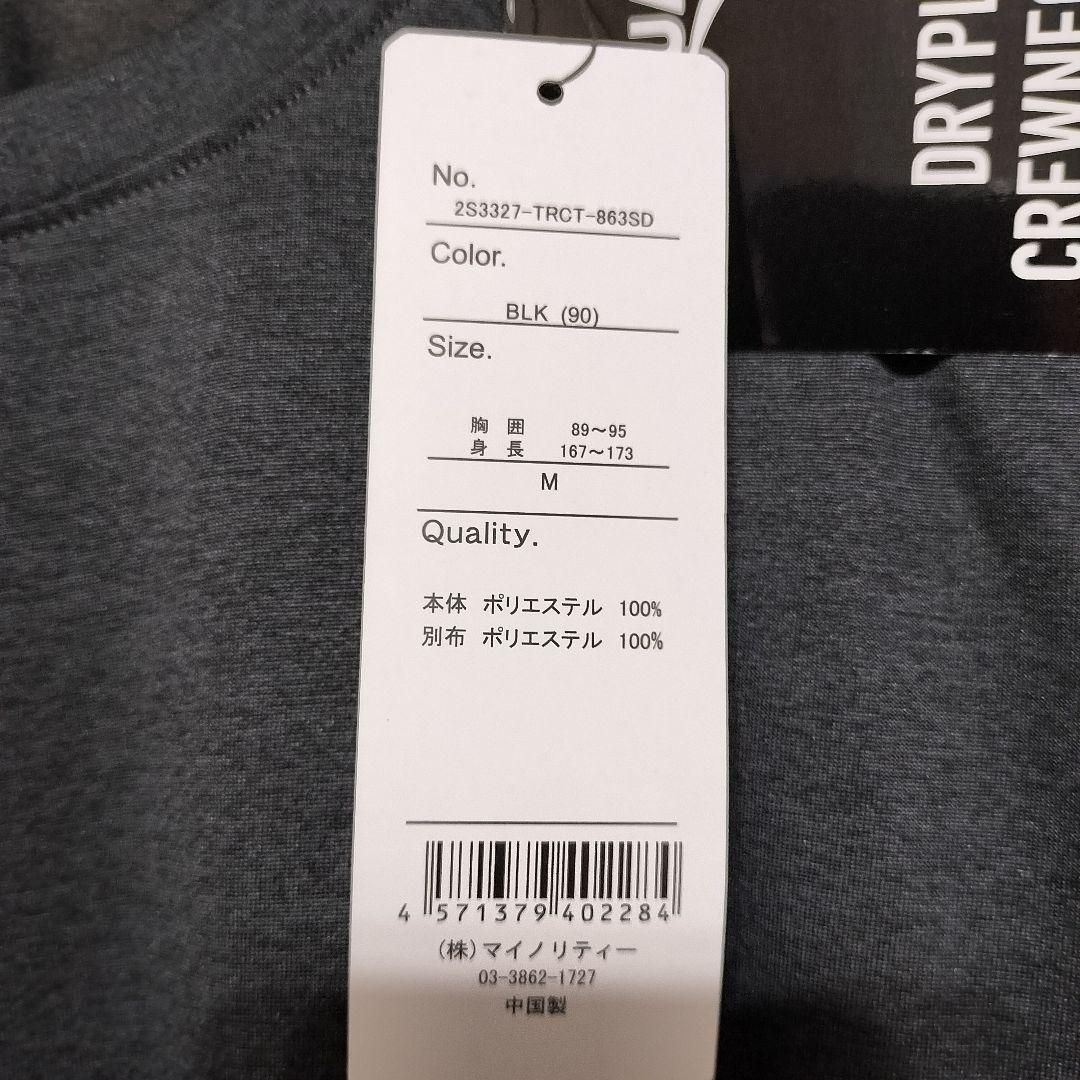 No.
2S3327-TRCT-863SD
Color.
BLK (90)
Size.
胸 囲 89～95
身 長 167～173
M
Quality.
本体 ポリエステル 100%
別布 ポリエステル 100%
4 571379 402284
(株)マイノリティー
03-3862-1727
中国製